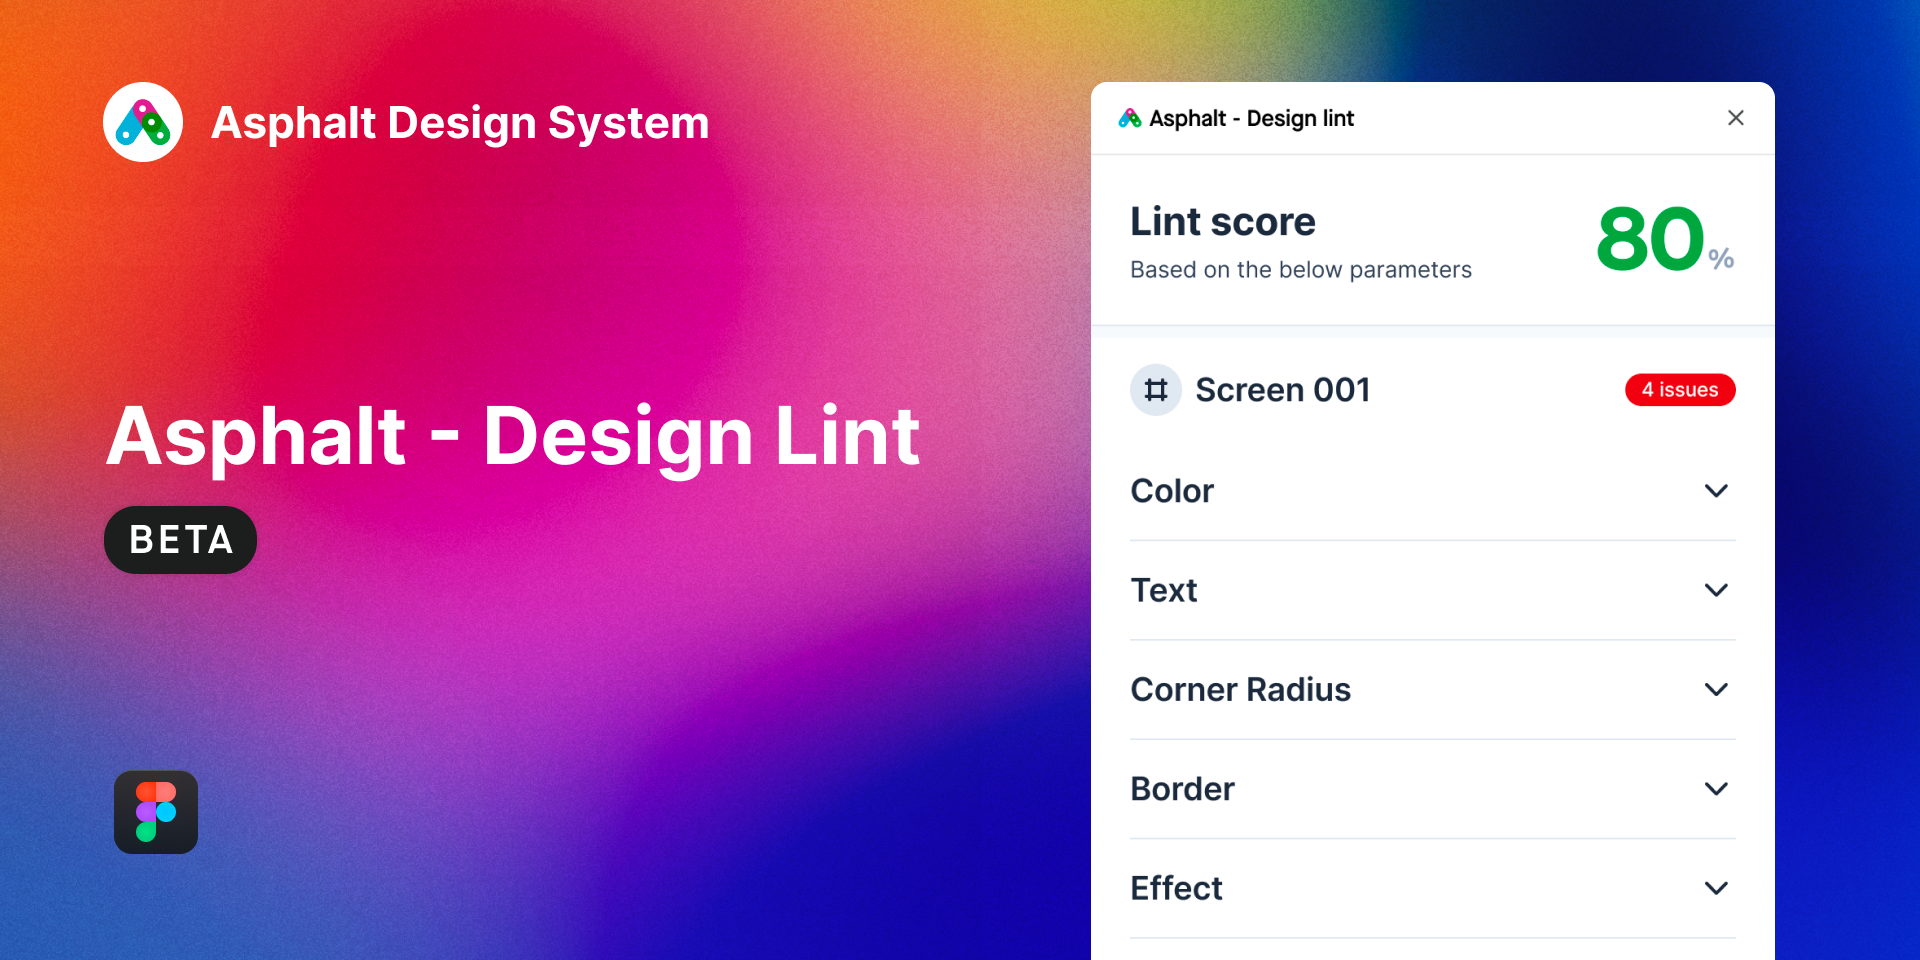 Asphalt Design System
Asphalt - Design Lint
BETA
Asphalt - Design lint
Lint score
Based on the below parameters
80%
Screen 001
4 issues
Color
Text
Corner Radius
Border
Effect